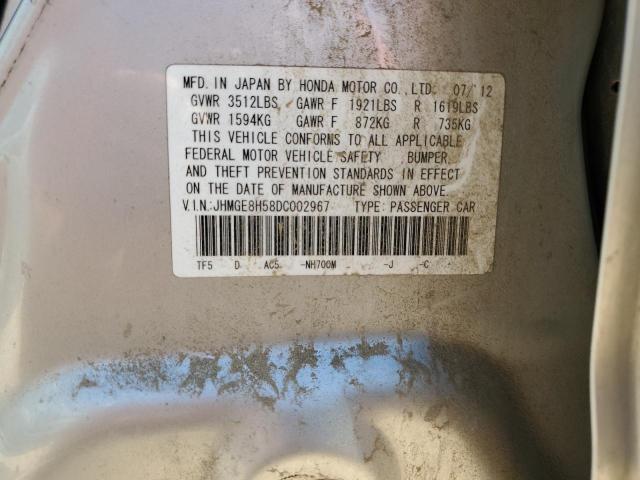 MFD. IN JAPAN BY HONDA MOTOR CO., LTD. 07/12
GVWR 3512LBS GAWR F 1921LBS R 1619LBS
GVWR 1594KG GAWR F 872KG R 735KG
THIS VEHICLE CONFORMS TO ALL APPLICABLE
FEDERAL MOTOR VEHICLE SAFETY, BUMPER,
AND THEFT PREVENTION STANDARDS IN EFFECT
ON THE DATE OF MANUFACTURE SHOWN ABOVE.
V.I.N.:JHMGE8H58DC002967 TYPE: PASSENGER CAR
TF5 D AC5 -NH700M -J -C